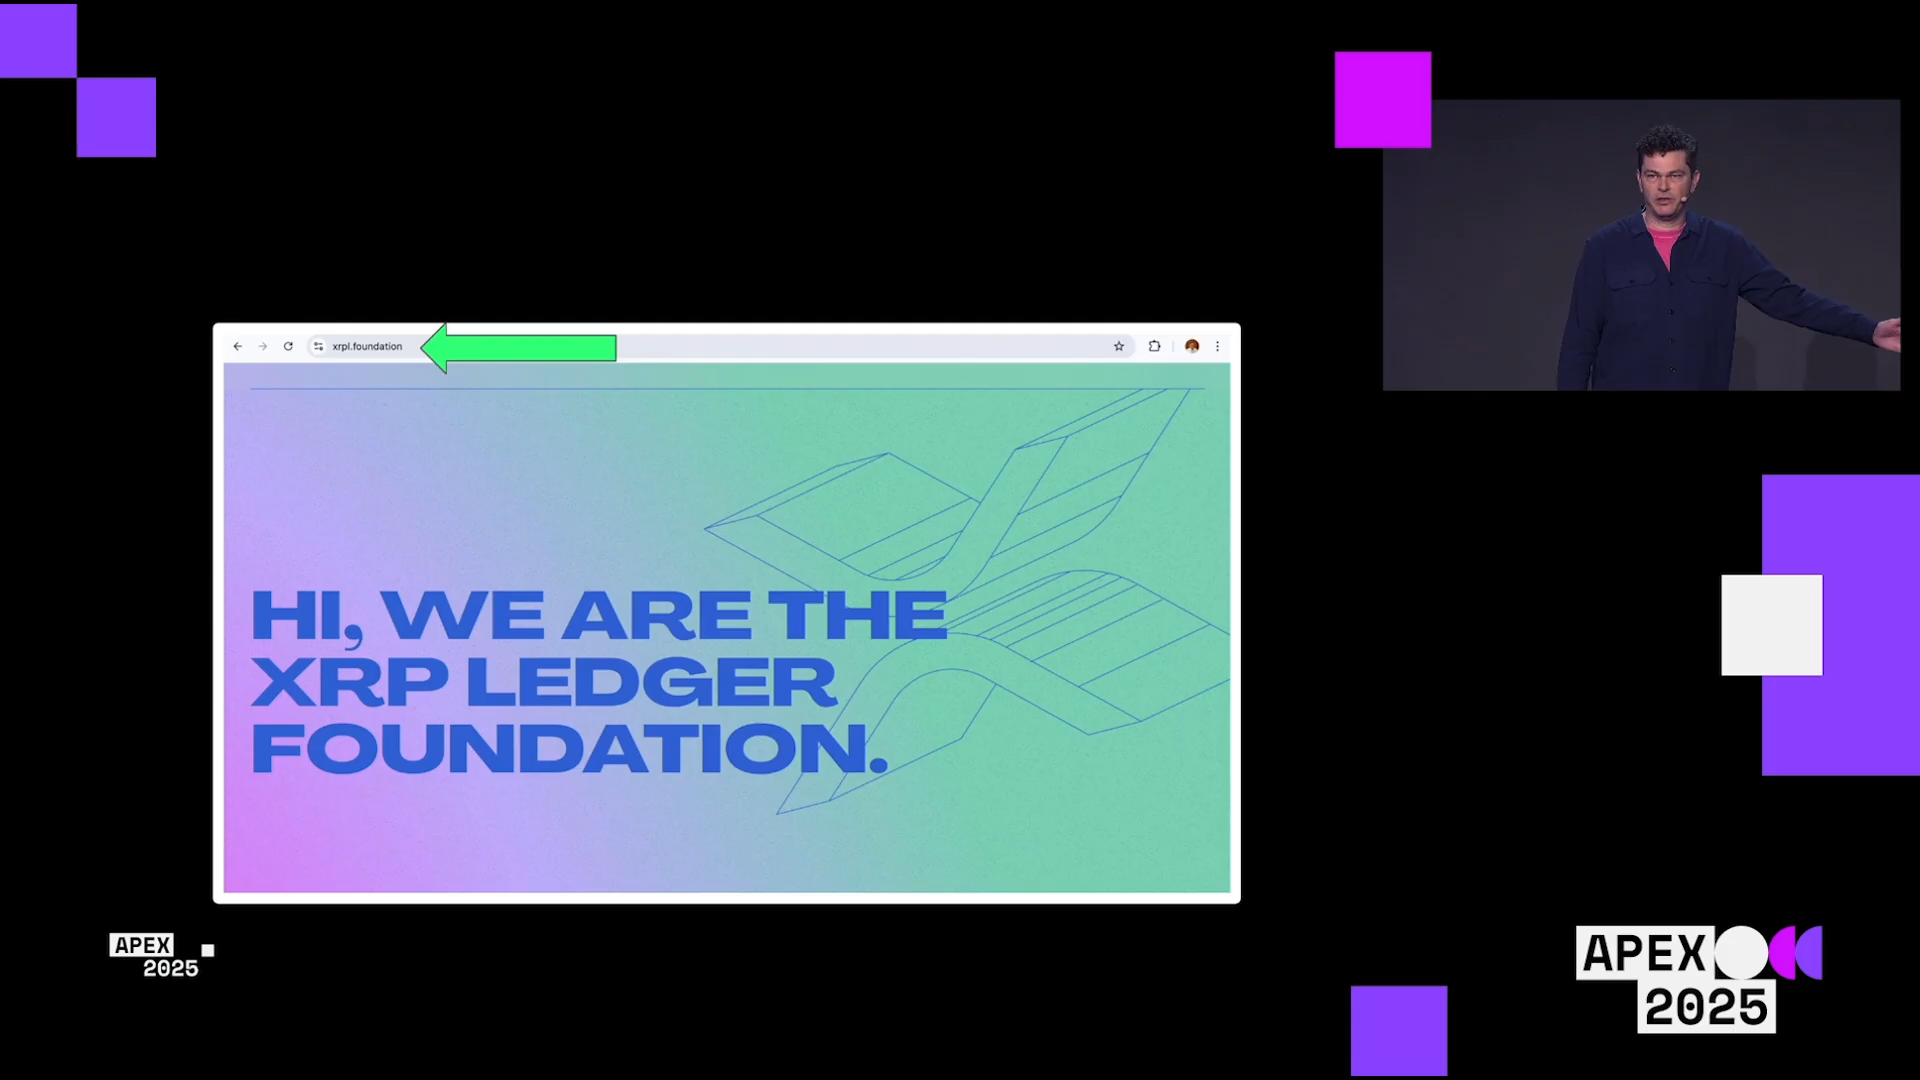 xrpl.foundation
HI, WE ARE THE
XRP LEDGER
FOUNDATION.
APEX
2025
APEX
2025